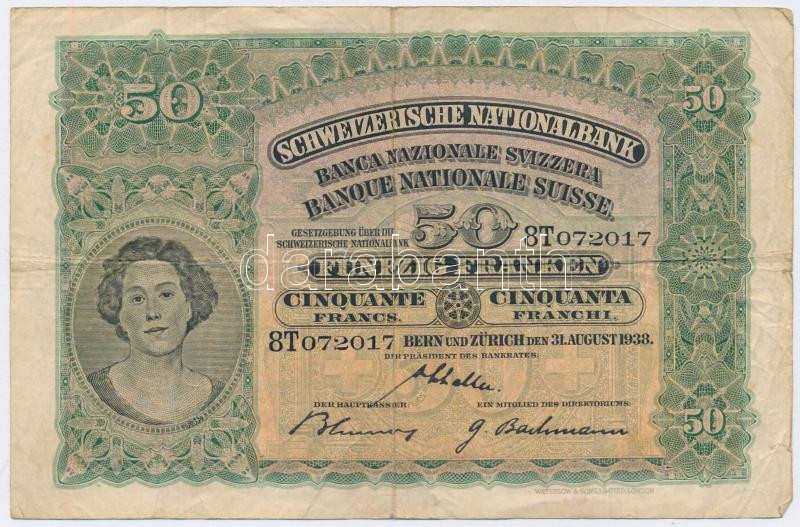 50
50
SCHWEIZERISCHE NATIONALBANK
BANCA NAZIONALE SVIZZERA
BANQUE NATIONALE SUISSE.
GESETZGEBUNG ÜBER DIE
SCHWEIZERISCHE NATIONALBANK
50
8T072017
FÜNFZIG FRANKEN
CINQUANTE
FRANCS.
CINQUANTA
FRANCHI.
8T072017
BERN UND ZÜRICH DEN 31. AUGUST 1938.
DER PRÄSIDENT DES BANKRATES:
DER HAUPTKASSIER:
EIN MITGLIED DES DIREKTORIUMS:
G. Bachmann
50
WATERLOW & SONS LIMITED, LONDON
darabanth.com